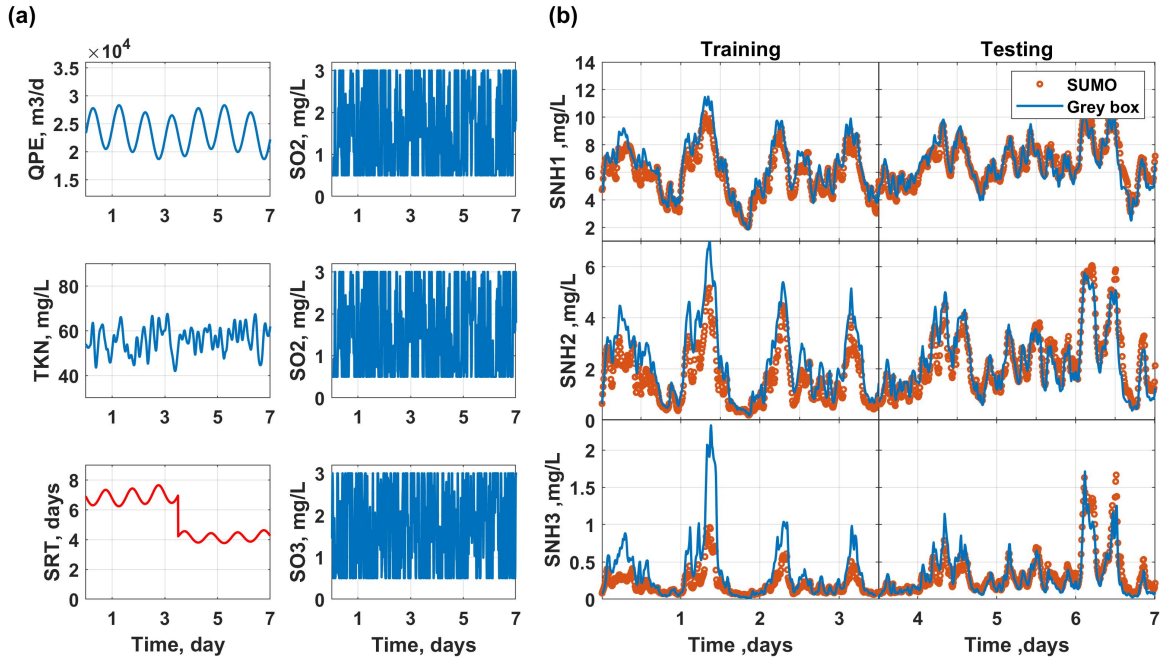 (a)
×10⁴
QPE, m3/d
3.5
3
2.5
2
1.5
1 3 5 7
SO2, mg/L
3
2
1
0
1 3 5 7
TKN, mg/L
80
60
40
1 3 5 7
SO2, mg/L
3
2
1
0
1 3 5 7
SRT, days
8
6
4
2
0
1 3 5 7
Time, day
SO3, mg/L
3
2
1
0
1 3 5 7
Time, day
(b)
Training Testing
SUMO
Grey box
SNH1 ,mg/L
14
12
10
8
6
4
2
SNH2 ,mg/L
6
4
2
0
SNH3 ,mg/L
2
1.5
1
0.5
0
1 2 3 4 5 6 7
Time ,days Time ,days